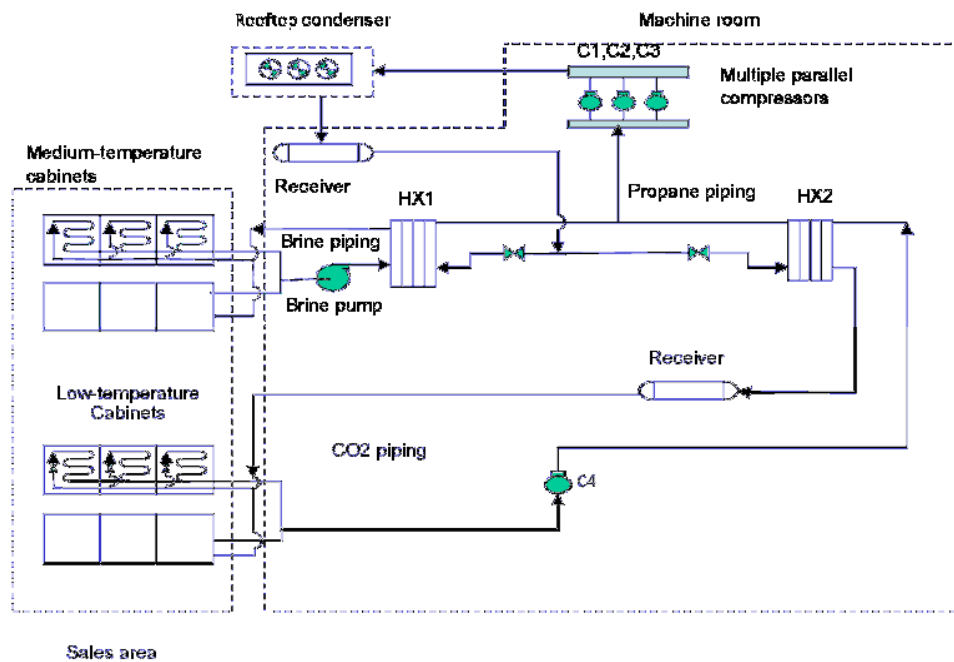 Rooftop condenser
Machine room
C1,C2,C3
Multiple parallel
compressors
Medium-temperature
cabinets
Receiver
Propane piping
HX1
HX2
Brine piping
Brine pump
Receiver
Low-temperature
Cabinets
CO2 piping
C4
Sales area